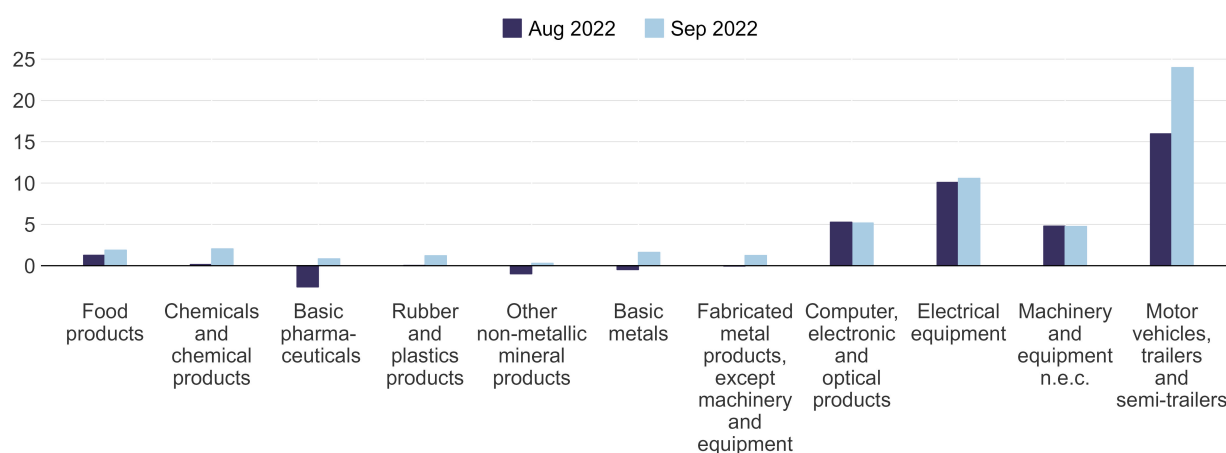 Aug 2022 Sep 2022
25
20
15
10
5
0
Food
products
Chemicals
and
chemical
products
Basic
pharma-
ceuticals
Rubber
and
plastics
products
Other
non-metallic
mineral
products
Basic
metals
Fabricated
metal
products,
except
machinery
and
equipment
Computer,
electronic
and
optical
products
Electrical
equipment
Machinery
and
equipment
n.e.c.
Motor
vehicles,
trailers
and
semi-trailers